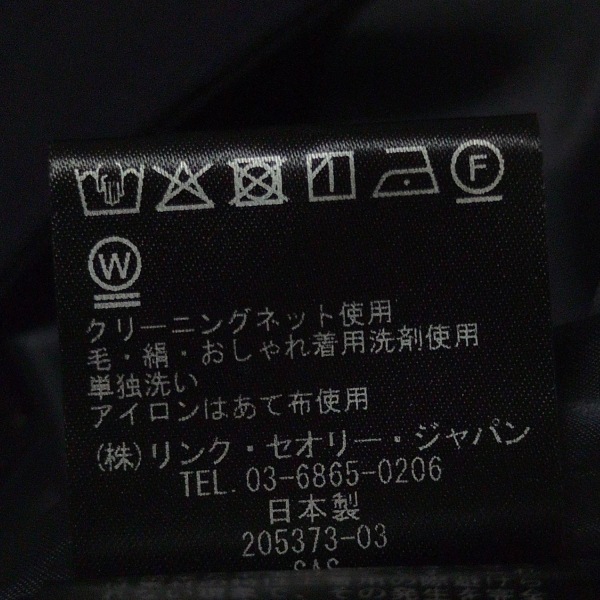 F
W
クリーニングネット使用
毛・絹・おしゃれ着用洗剤使用
単独洗い
アイロンはあて布使用
(株)リンク・セオリー・ジャパン
TEL.03-6865-0206
日本製
205373-03
SAS